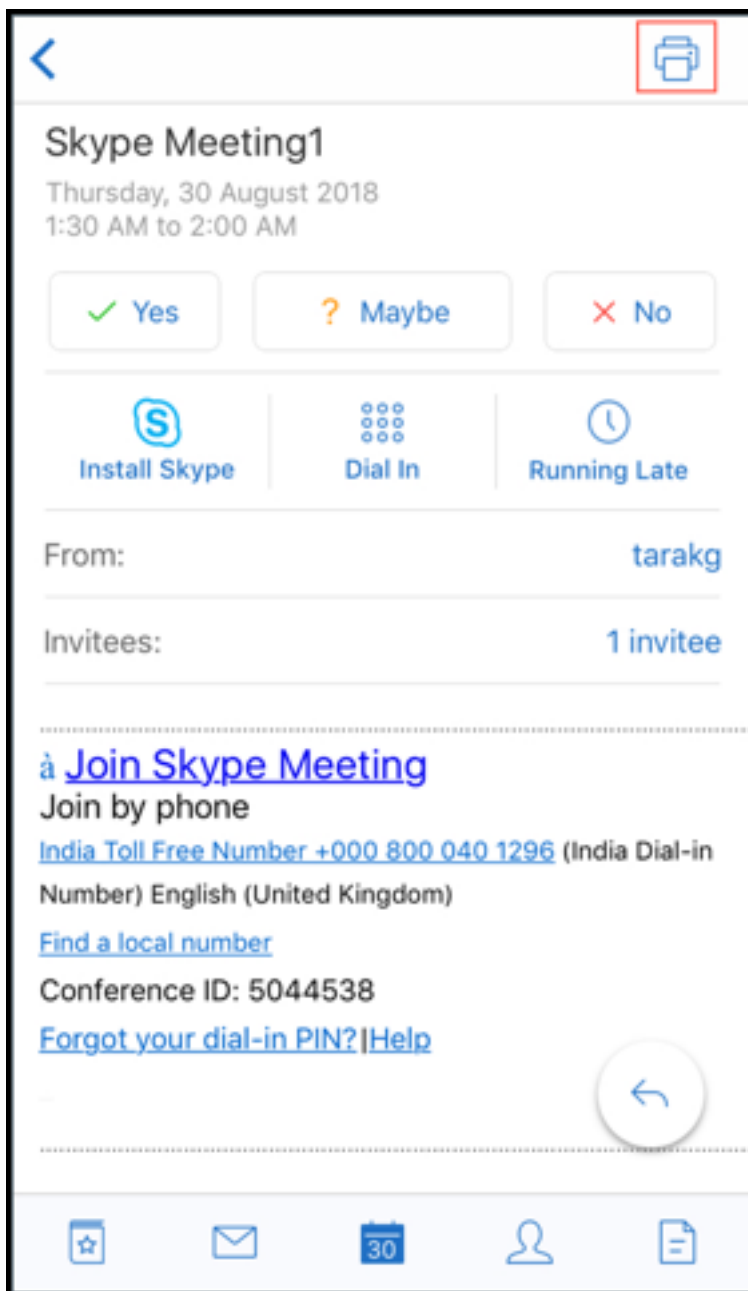 Skype Meeting1
Thursday, 30 August 2018
1:30 AM to 2:00 AM
Yes
Maybe
No
Install Skype
Dial In
Running Late
From:
tarakg
Invitees:
1 invitee
à Join Skype Meeting
Join by phone
India Toll Free Number +000 800 040 1296 (India Dial-in
Number) English (United Kingdom)
Find a local number
Conference ID: 5044538
Forgot your dial-in PIN?|Help
30